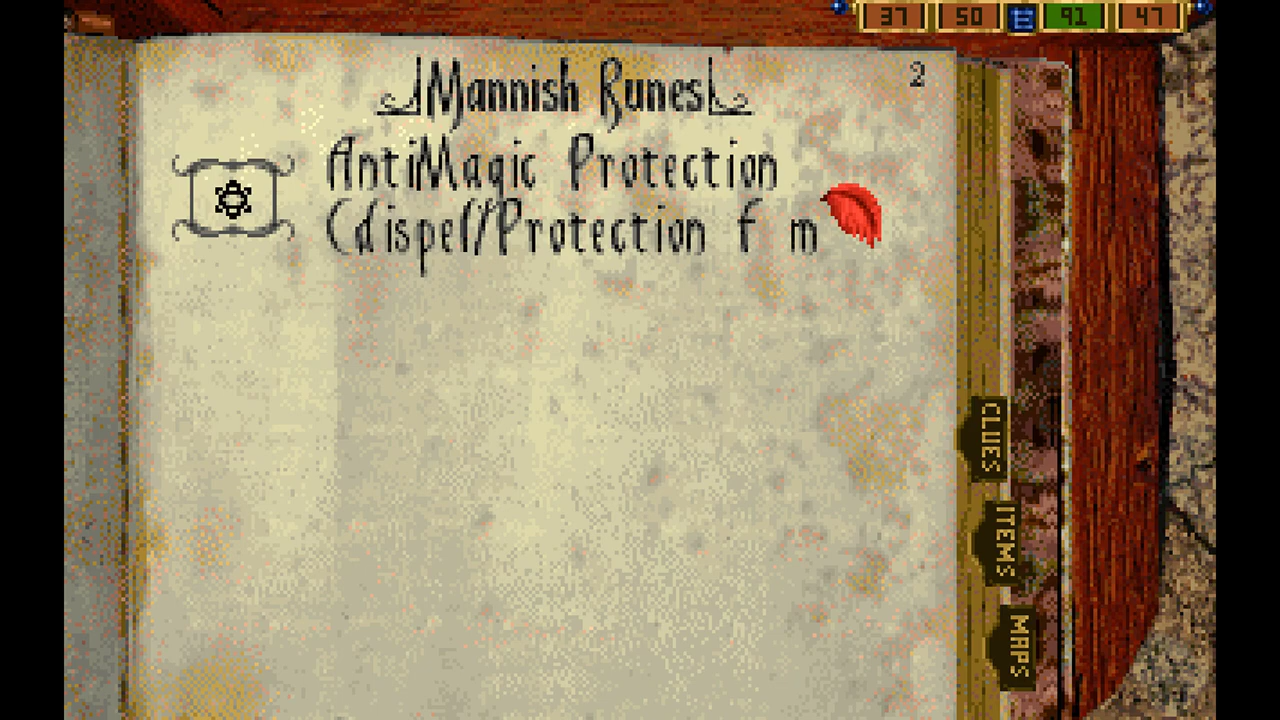 37 50 E 91 47
2
Mannish Runes
AntiMagic Protection
(dispel/Protection f m
CLUES
ITEMS
MAPS